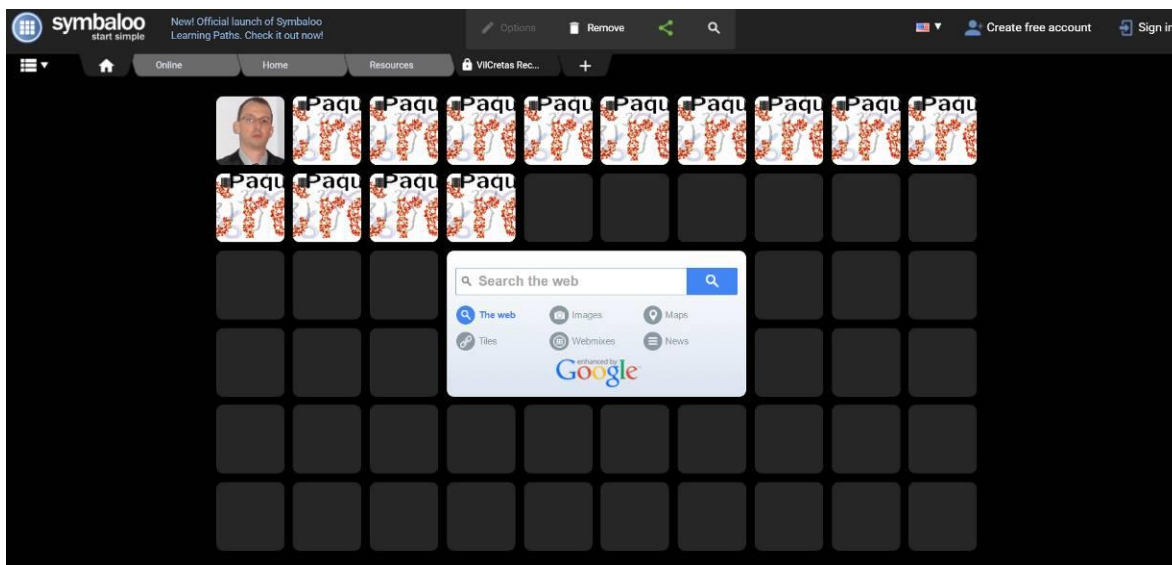 symbaloo
start simple
New! Official launch of Symbaloo
Learning Paths. Check it out now!
Options
Remove
Create free account
Sign in
Online
Home
Resources
VilCretas Rec...
+
Paqu Paqu Paqu Paqu Paqu Paqu Paqu Paqu Paqu
Paqu Paqu Paqu Paqu
Search the web
The web
Images
Maps
Tiles
Webmixes
News
enhanced by
Google